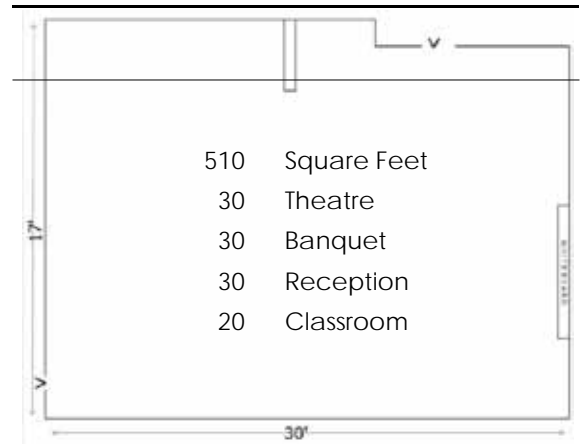 510 Square Feet
30 Theatre
30 Banquet
30 Reception
20 Classroom
17'
30'